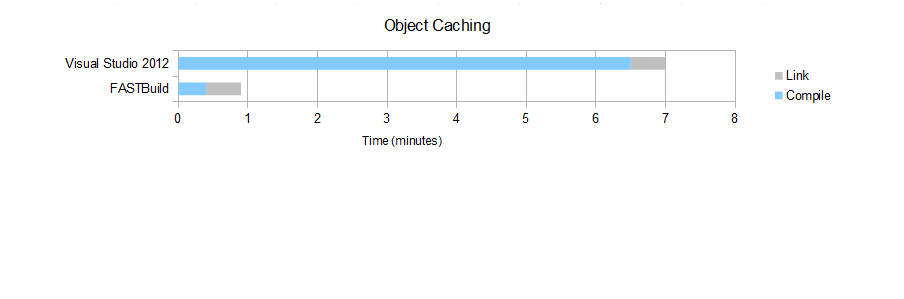 Object Caching
Visual Studio 2012
FASTBuild
Link
Compile
0 1 2 3 4 5 6 7 8
Time (minutes)